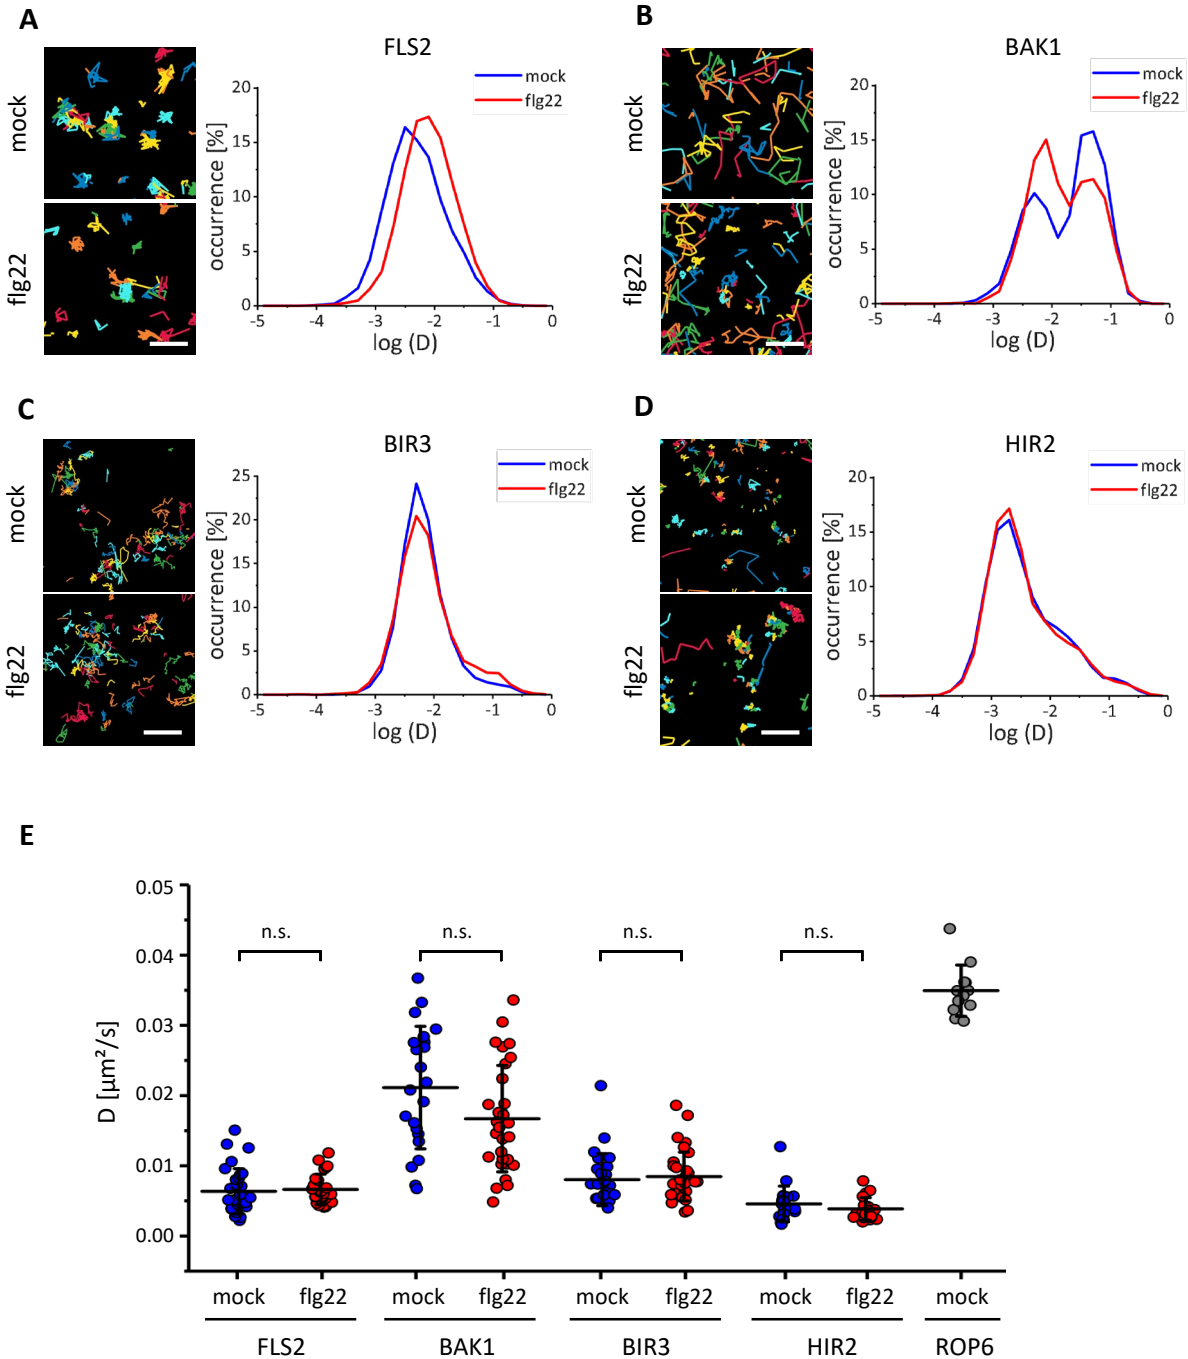 A
FLS2
mock
flg22
mock
flg22
20
15
10
5
0
occurrence [%]
-5
-4
-3
-2
-1
0
log (D)
B
BAK1
mock
flg22
mock
flg22
20
15
10
5
0
occurrence [%]
-5
-4
-3
-2
-1
0
log (D)
C
BIR3
mock
flg22
mock
flg22
25
20
15
10
5
0
occurrence [%]
-5
-4
-3
-2
-1
0
log (D)
D
HIR2
mock
flg22
mock
flg22
20
15
10
5
0
occurrence [%]
-5
-4
-3
-2
-1
0
log (D)
E
0.05
0.04
0.03
0.02
0.01
0.00
D [µm²/s]
n.s.
n.s.
n.s.
n.s.
mock flg22 mock flg22 mock flg22 mock flg22 mock
FLS2 BAK1 BIR3 HIR2 ROP6